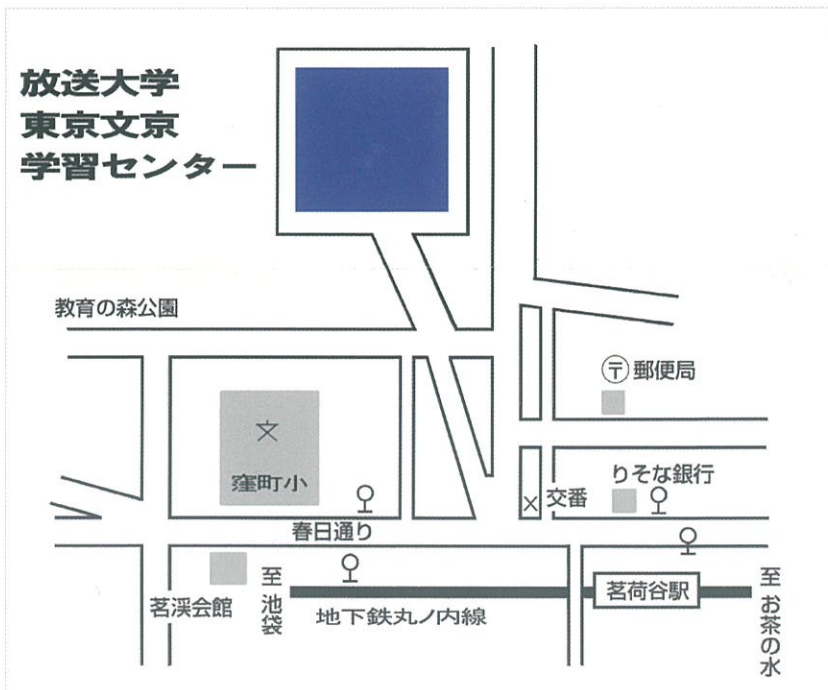 放送大学
東京文京
学習センター
教育の森公園
〒 郵便局
文
窪町小
りそな銀行
交番
春日通り
茗渓会館
至 池袋
地下鉄丸ノ内線
茗荷谷駅
至 お茶の水